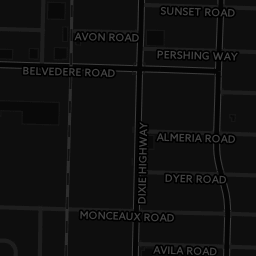 SUNSET ROAD
AVON ROAD
PERSHING WAY
BELVEDERE ROAD
ALMERIA ROAD
DIXIE HIGHWAY
DYER ROAD
MONCEAUX ROAD
AVILA ROAD